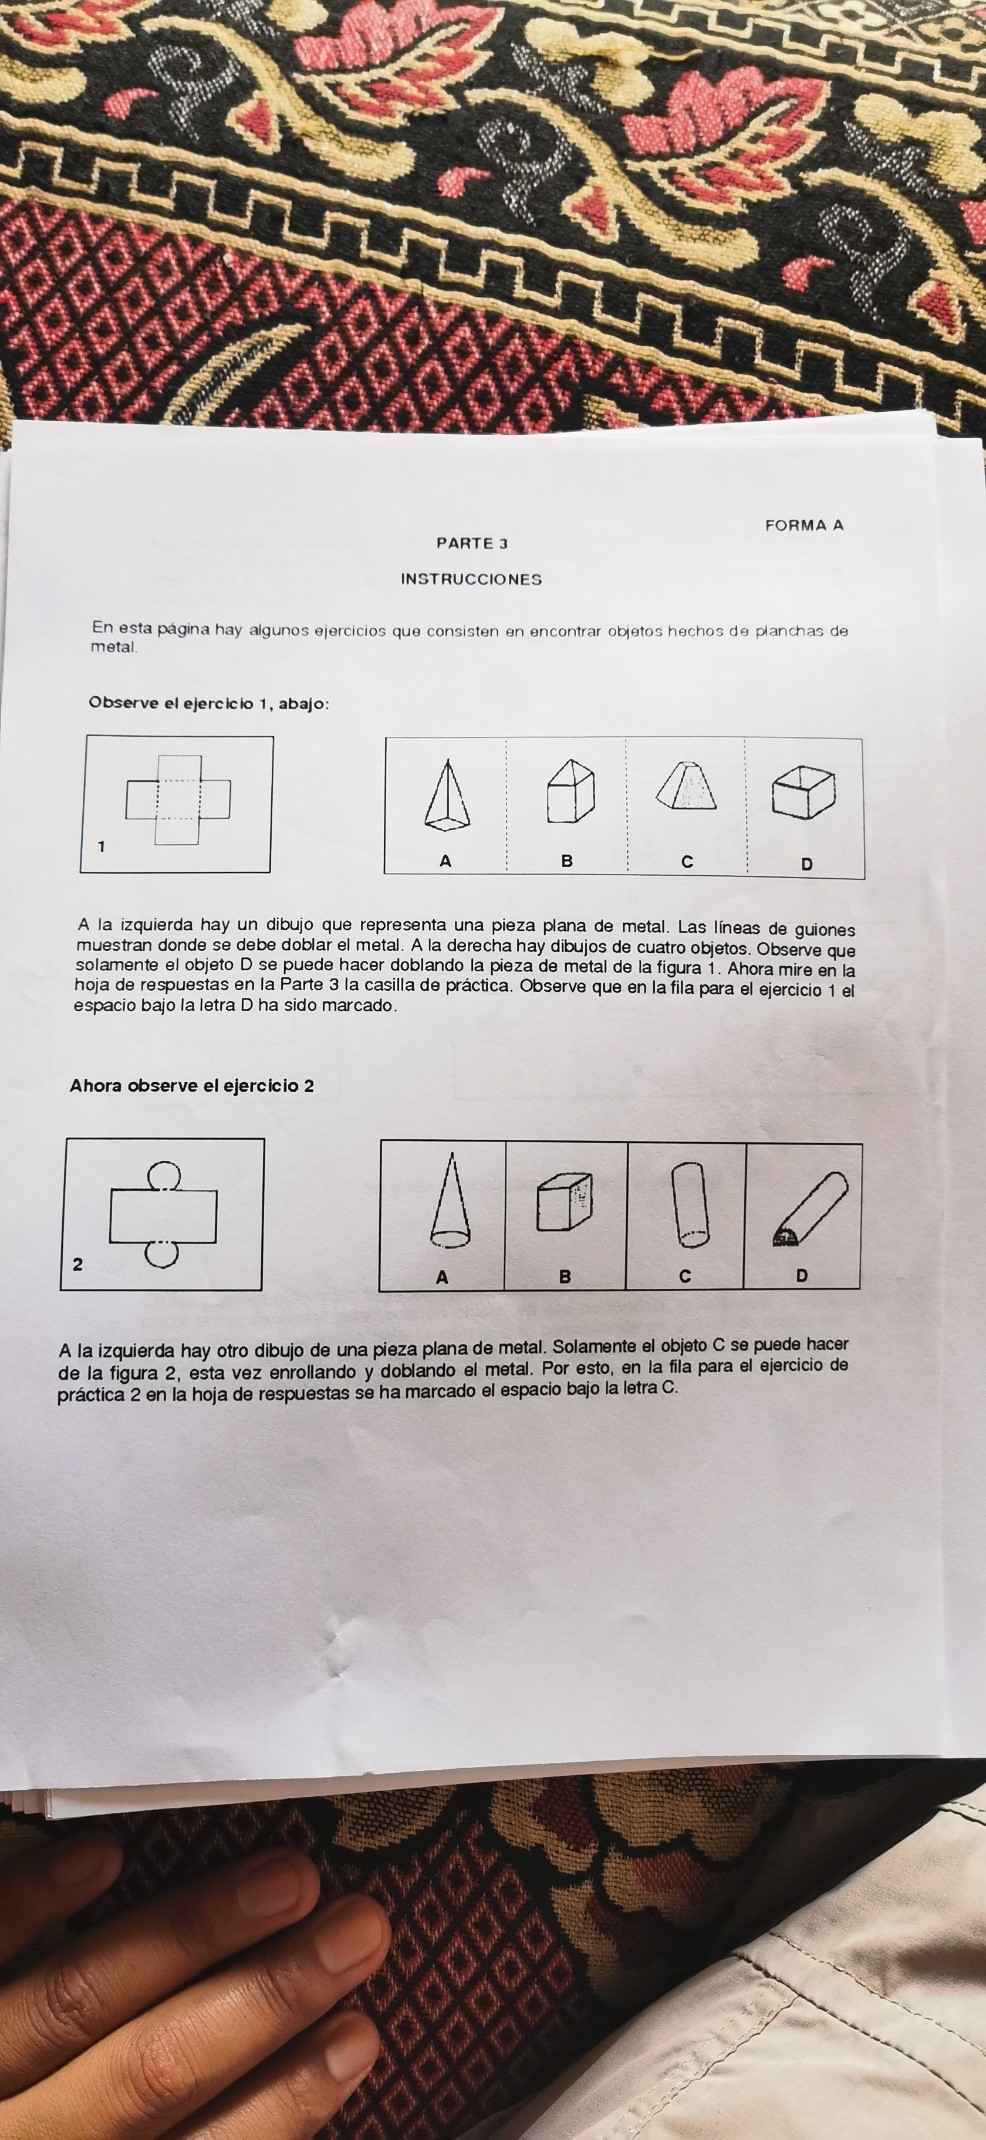 FORMA A
PARTE 3
INSTRUCCIONES
En esta página hay algunos ejercicios que consisten en encontrar objetos hechos de planchas de
metal.
Observe el ejercicio 1, abajo:
1
A B C D
A la izquierda hay un dibujo que representa una pieza plana de metal. Las líneas de guiones
muestran donde se debe doblar el metal. A la derecha hay dibujos de cuatro objetos. Observe que
solamente el objeto D se puede hacer doblando la pieza de metal de la figura 1. Ahora mire en la
hoja de respuestas en la Parte 3 la casilla de práctica. Observe que en la fila para el ejercicio 1 el
espacio bajo la letra D ha sido marcado.
Ahora observe el ejercicio 2
2
A B C D
A la izquierda hay otro dibujo de una pieza plana de metal. Solamente el objeto C se puede hacer
de la figura 2, esta vez enrollando y doblando el metal. Por esto, en la fila para el ejercicio de
práctica 2 en la hoja de respuestas se ha marcado el espacio bajo la letra C.